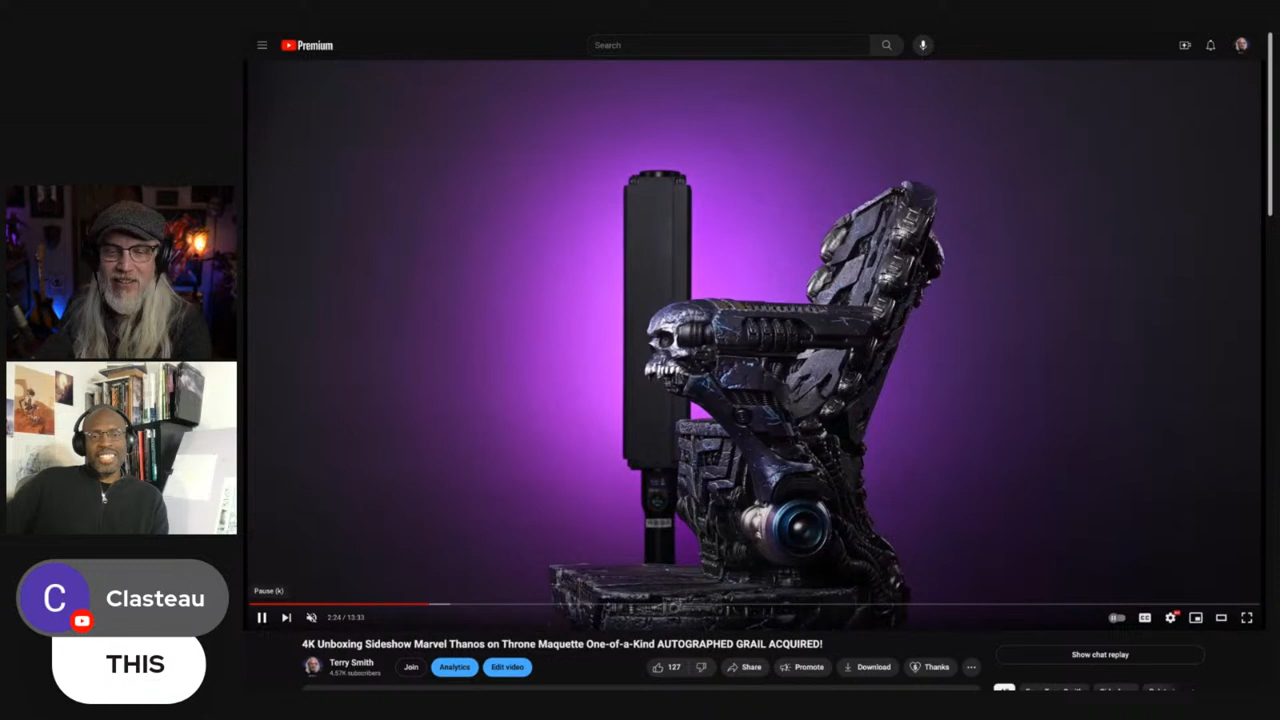 Premium
Search
Pause (k)
2:24 / 13:33
4K Unboxing Sideshow Marvel Thanos on Throne Maquette One-of-a-Kind AUTOGRAPHED GRAIL ACQUIRED!
Terry Smith
4.57K subscribers
Join
Analytics
Edit video
127
Share
Promote
Download
Thanks
Show chat replay
C Clasteau
THIS